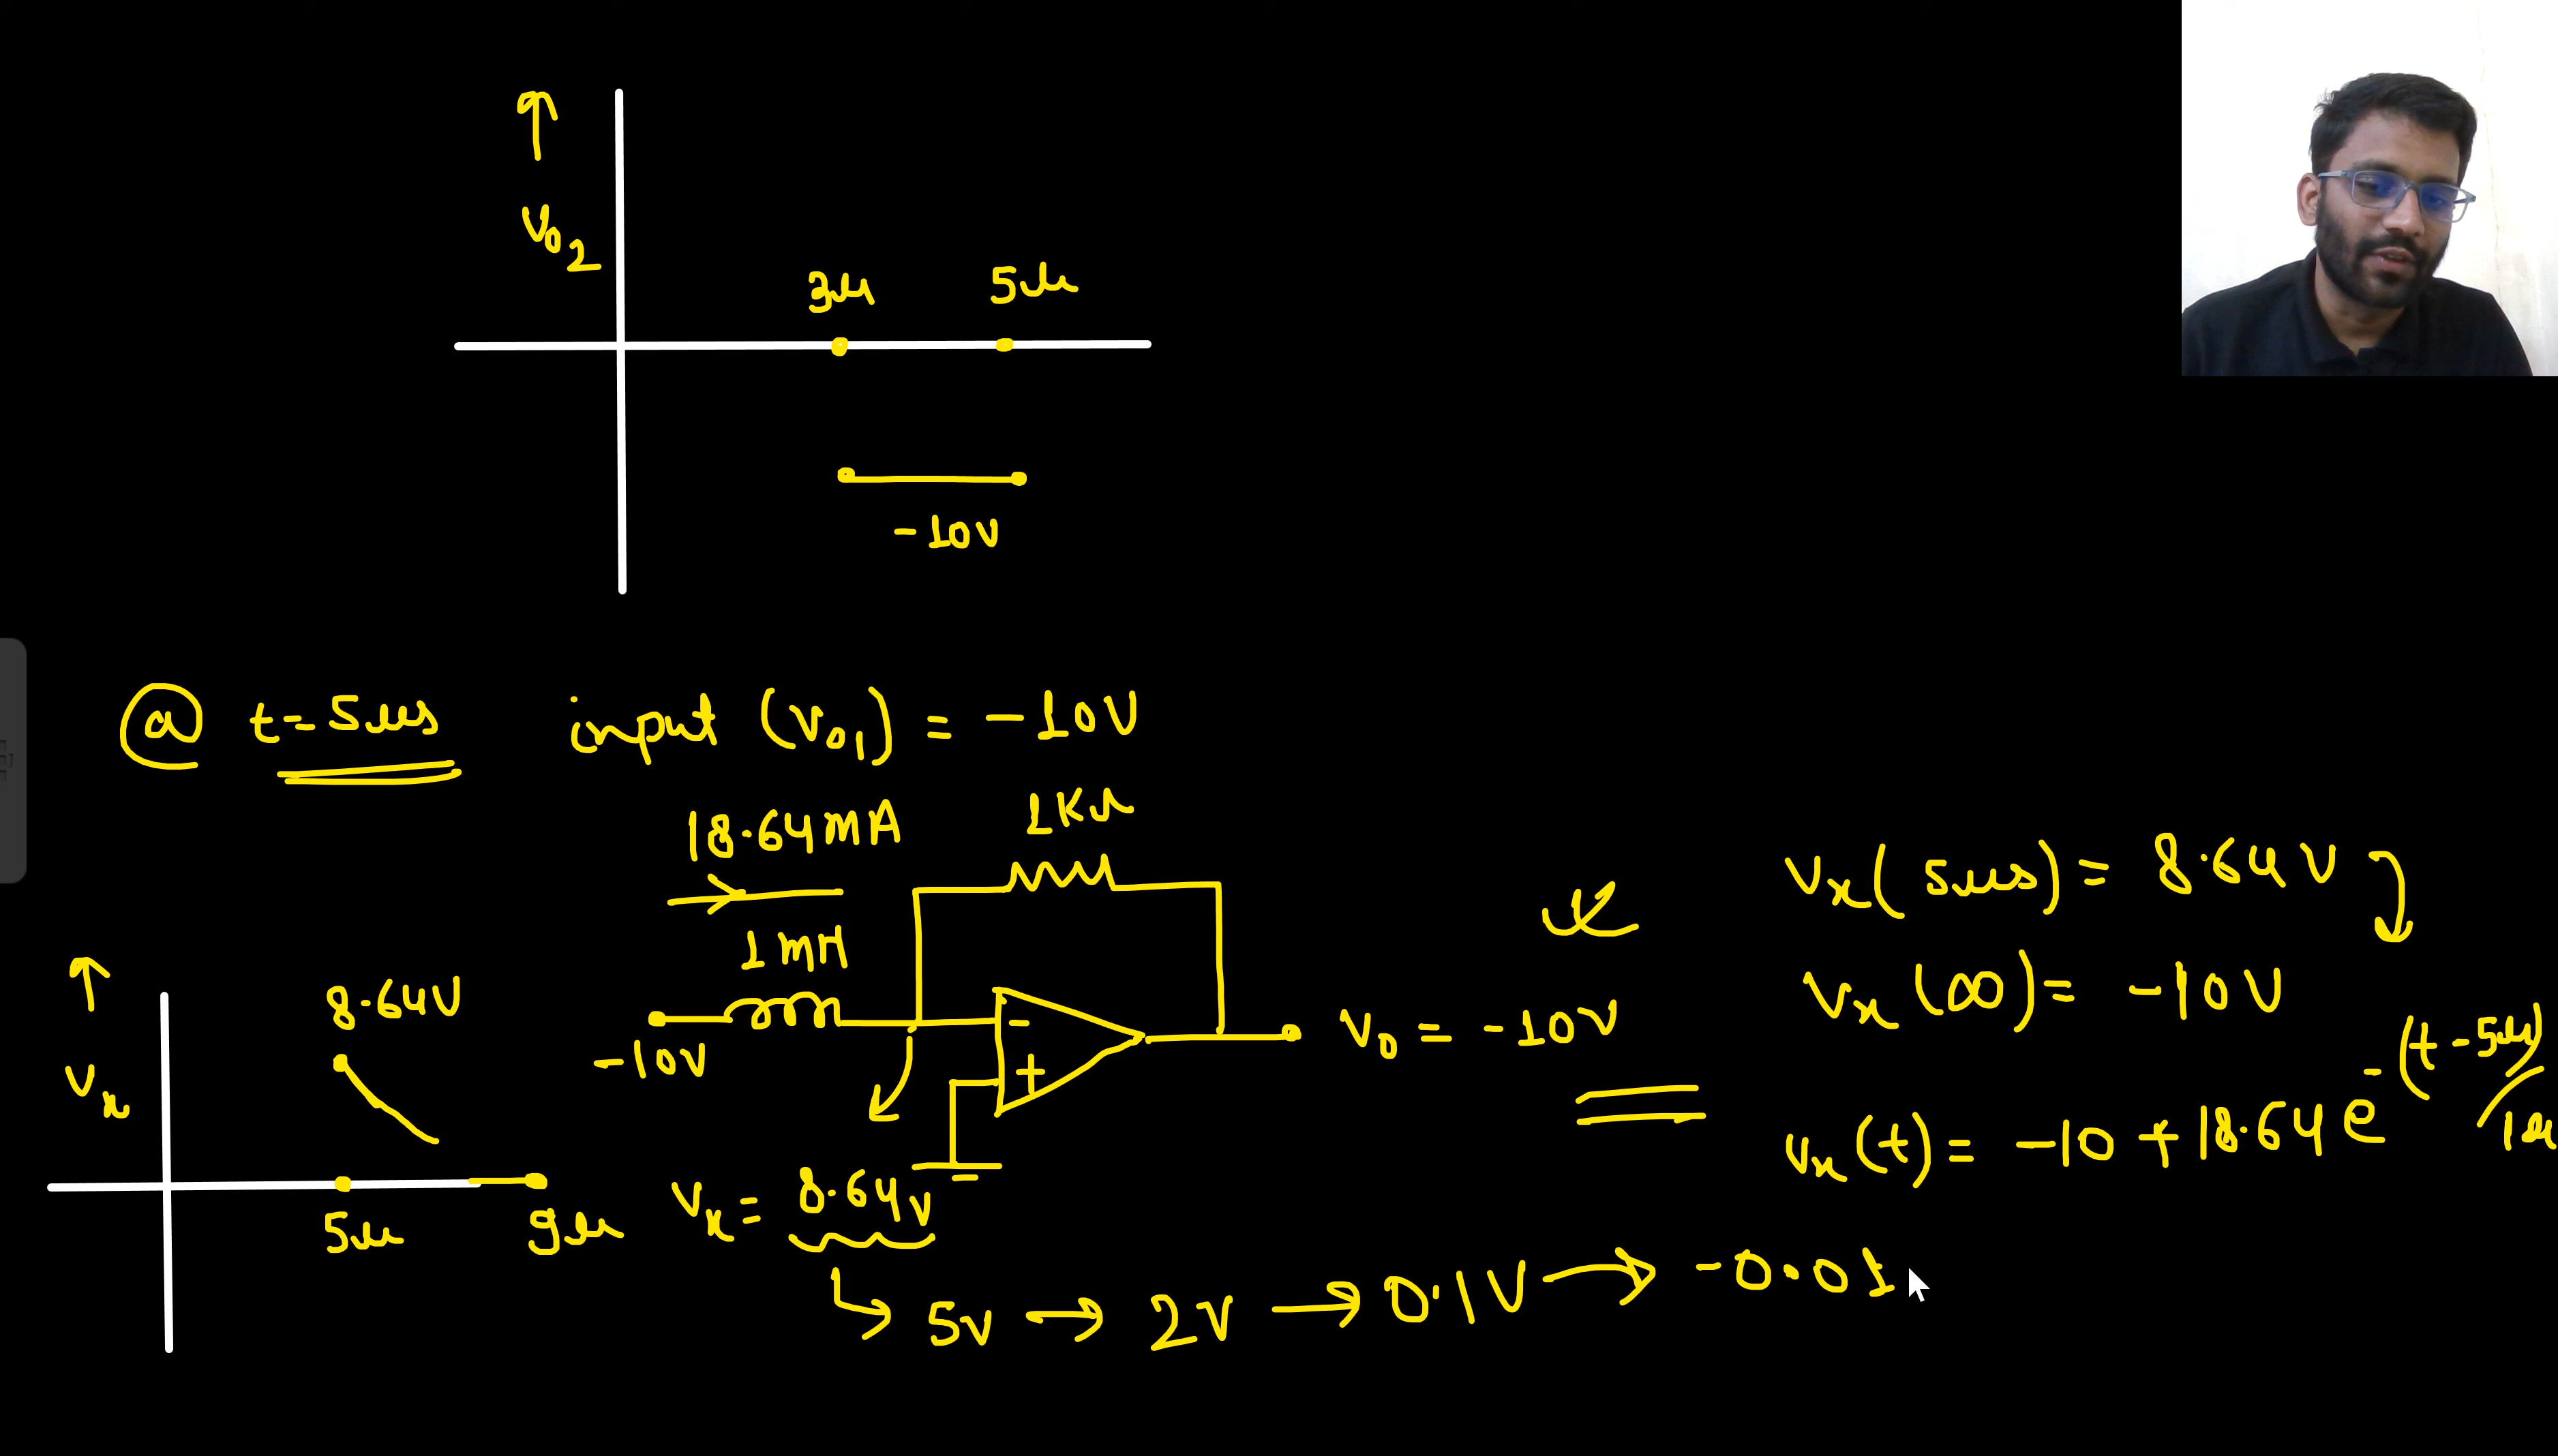 ↑
V₀₂
3μ 5μ
-10V
@ t=5μs input (V₀₁) = -10V
18.64mA
1KΩ
1mH
-10V
-
+
V₀ = -10V
Vₓ = 8.64V
↳ 5V → 2V → 0.1V → -0.01
↑
Vₓ
8.64V
5μ 9μ
Vₓ(5μs) = 8.64V
Vₓ(∞) = -10V
Vₓ(t) = -10 + 18.64 e^-(t-5μ)/1μ